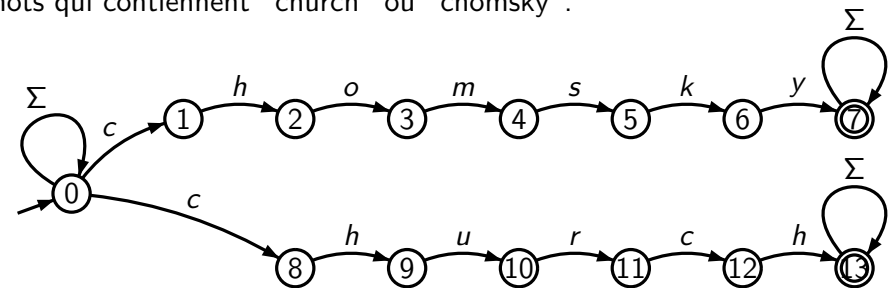 mots qui contiennent "church" ou "chomsky".
Σ
Σ
h o m s k y
c
1 2 3 4 5 6 7
0
Σ
c
h u r c h
8 9 10 11 12 13